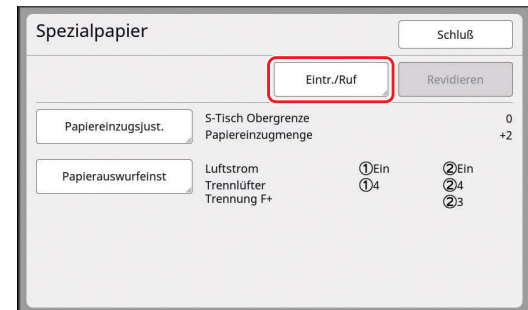 Spezialpapier
Schluß
Eintr./Ruf
Revidieren
Papiereinzugsjust.
S-Tisch Obergrenze 0
Papiereinzugmenge +2
Papierauswurfeinst
Luftstrom ①Ein ②Ein
Trennlüfter ①4 ②4
Trennung F+ ②3